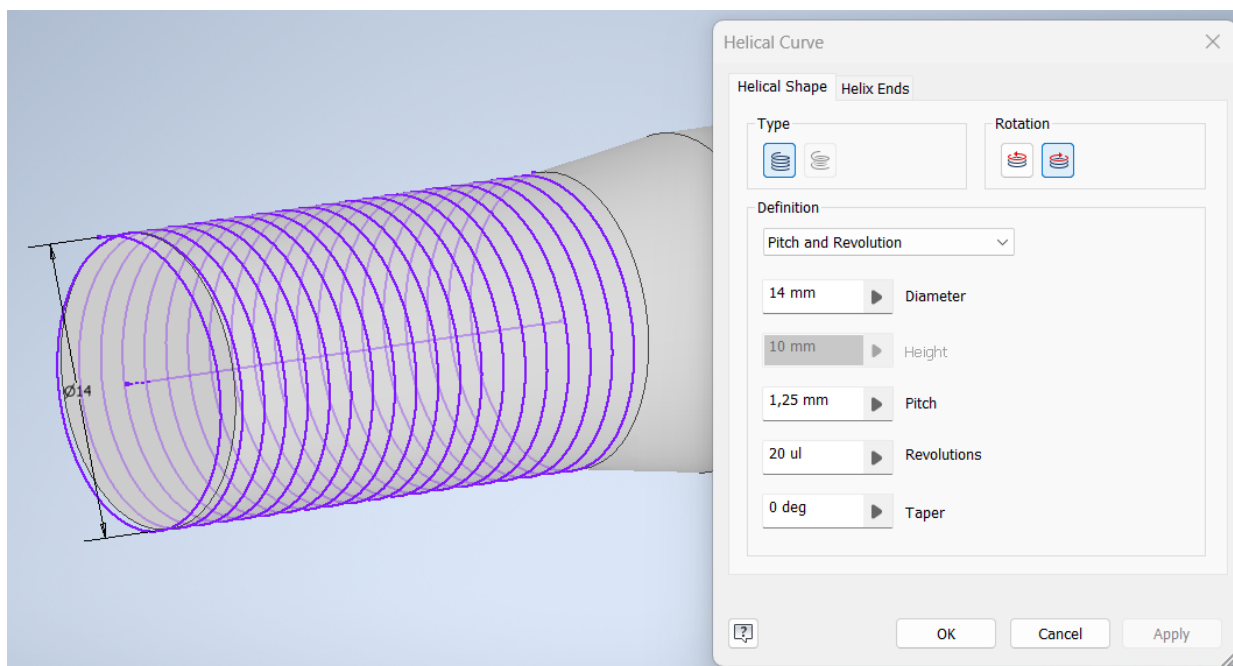 Helical Curve
Helical Shape
Helix Ends
Type
Rotation
Definition
Pitch and Revolution
14 mm
Diameter
10 mm
Height
1,25 mm
Pitch
20 ul
Revolutions
0 deg
Taper
?
OK
Cancel
Apply
Ø14